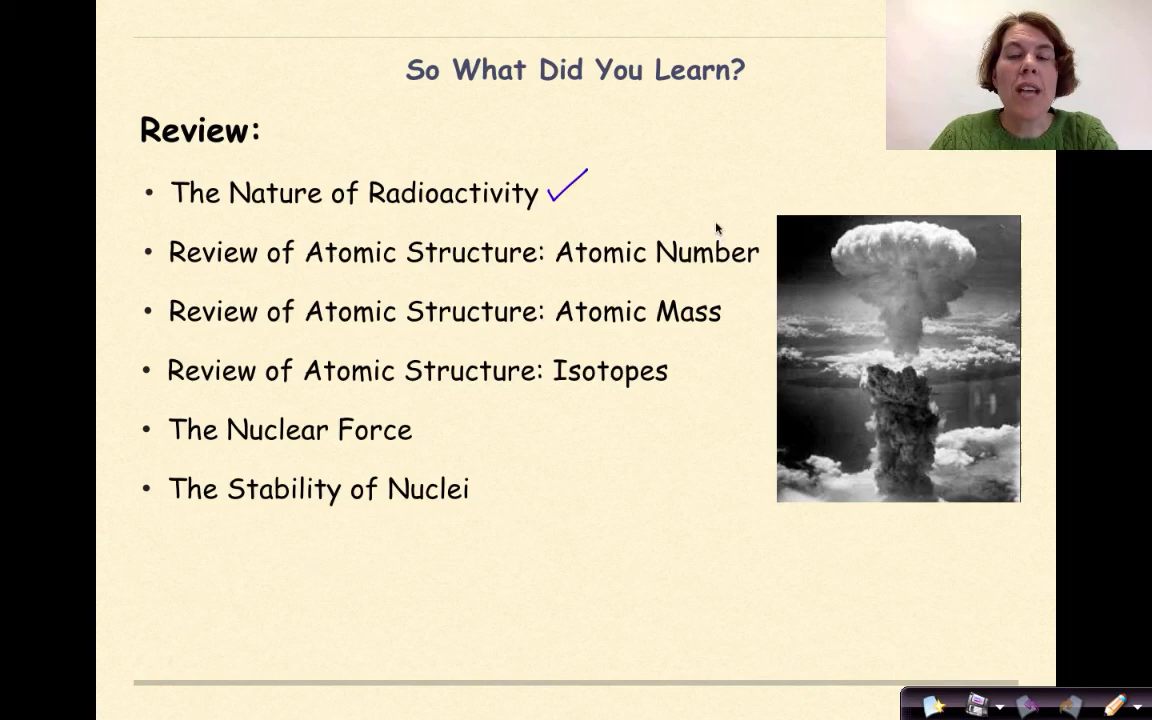 So What Did You Learn?
Review:
• The Nature of Radioactivity
• Review of Atomic Structure: Atomic Number
• Review of Atomic Structure: Atomic Mass
• Review of Atomic Structure: Isotopes
• The Nuclear Force
• The Stability of Nuclei